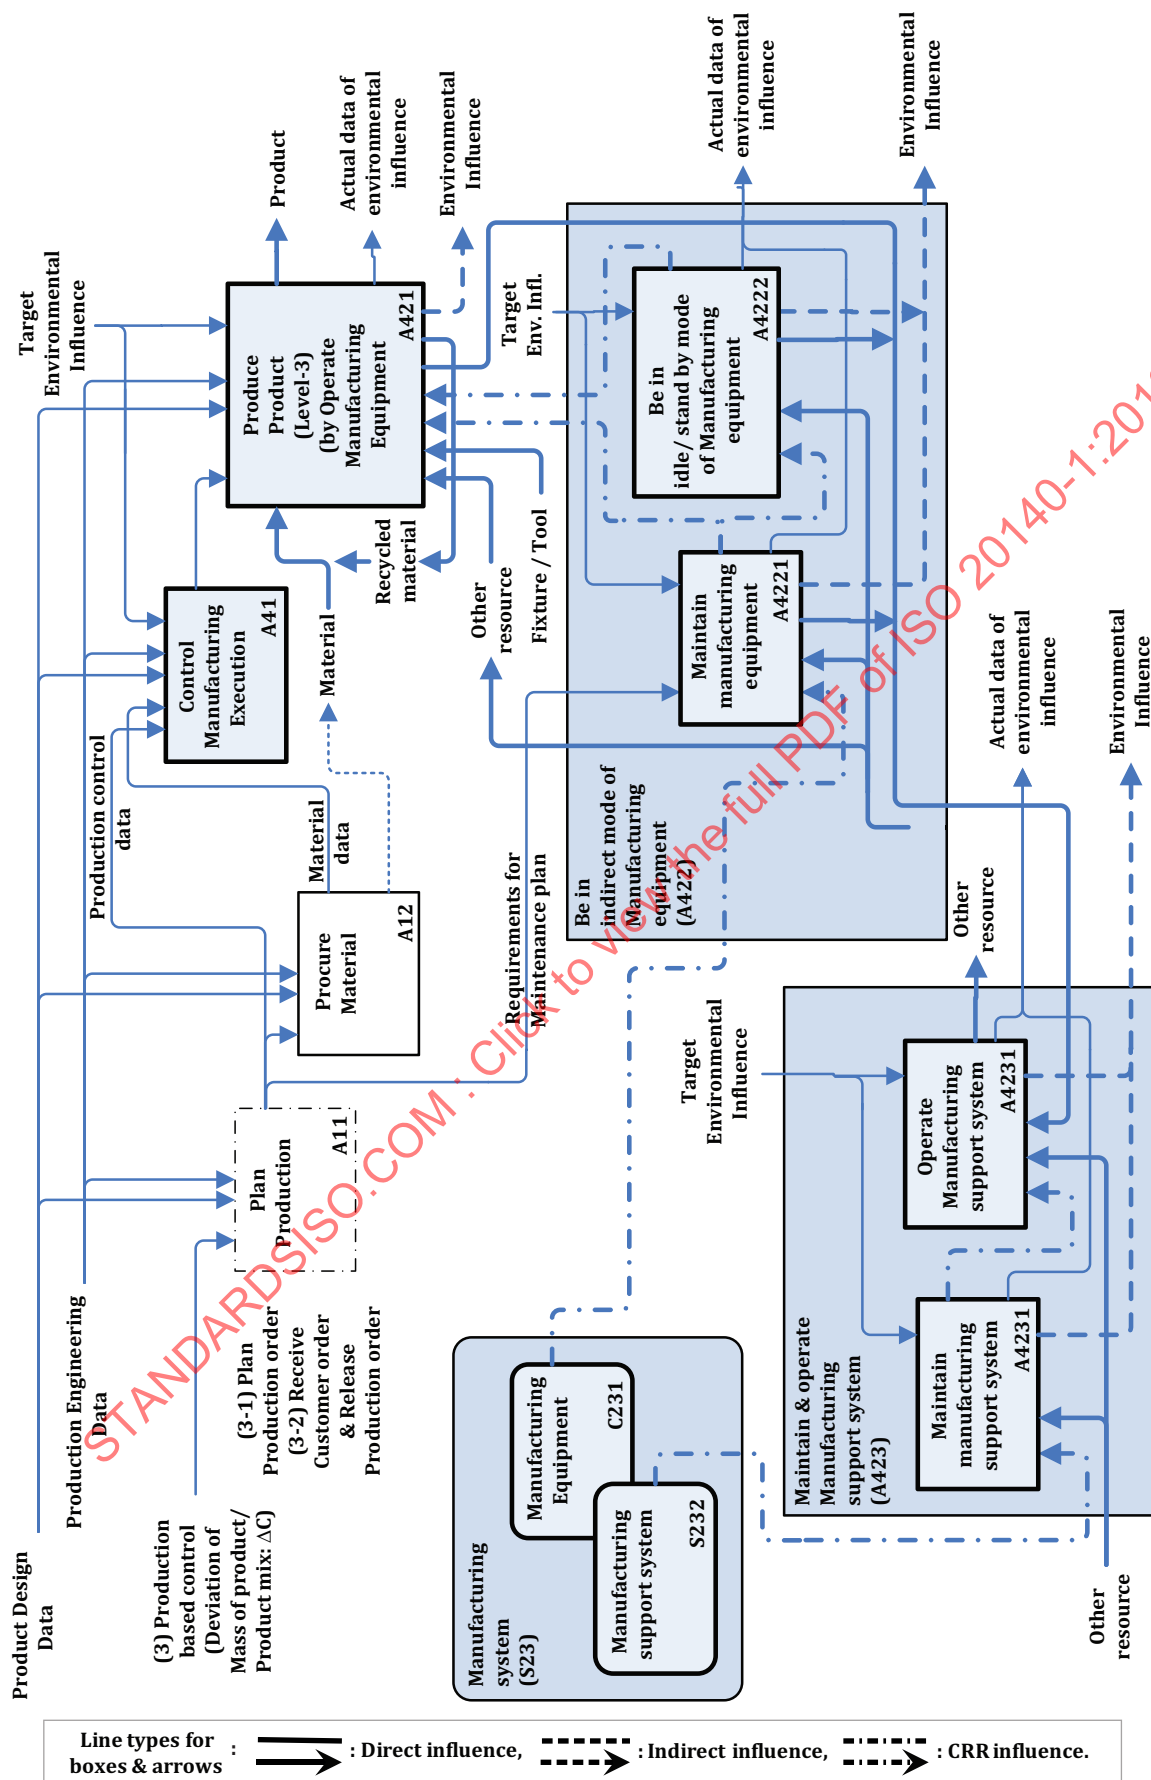 Product Design
Data
Production Engineering
Data
(3) Production
based control
(Deviation of
Mass of product/
Product mix: ΔC)
(3-1) Plan
Production order
(3-2) Receive
Customer order
& Release
Production order
Plan
Production
A11
Production control
data
Procure
Material
A12
Material
data
Requirements for
Maintenance plan
Control
Manufacturing
Execution
A41
Material
Recycled
material
Target
Environmental
Influence
Produce
Product
(Level-3)
(by Operate
Manufacturing
Equipment
A421
Product
Actual data of
environmental
influence
Environmental
Influence
Other
resource
Fixture / Tool
Target
Env. Infl.
Be in
indirect mode of
Manufacturing
equipment
(A422)
Maintain
manufacturing
equipment
A4221
Be in
idle/ stand by mode
of Manufacturing
equipment
A4222
Actual data of
environmental
influence
Environmental
Influence
Manufacturing
system
(S23)
Manufacturing
Equipment
C231
Manufacturing
support system
S232
Target
Environmental
Influence
Maintain & operate
Manufacturing
support system
(A423)
Maintain
manufacturing
support system
A4231
Operate
Manufacturing
support system
A4231
Other
resource
Other
resource
Actual data of
environmental
influence
Environmental
Influence
Line types for
boxes & arrows
: : Direct influence, : Indirect influence, : CRR influence.
STANDARDSISO.COM : Click to view the full PDF of ISO 20140-1:201